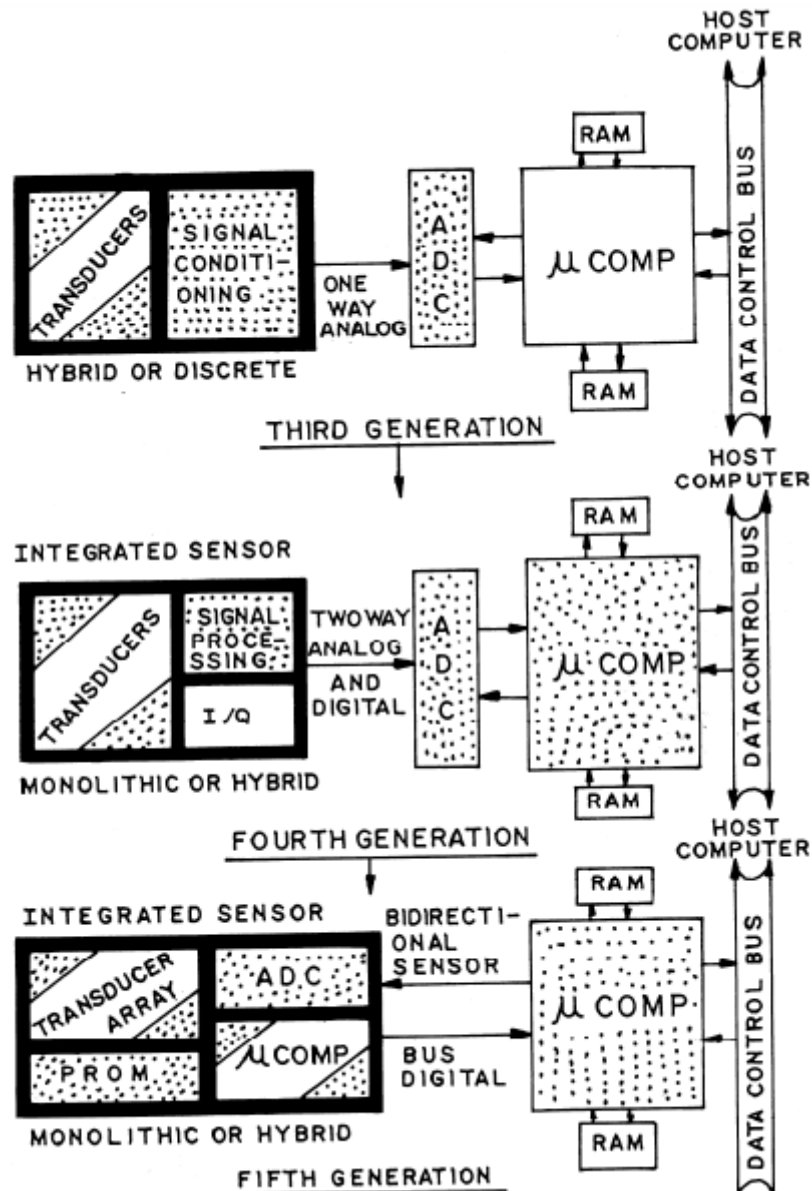 HOST
COMPUTER
RAM
TRANSDUCERS
SIGNAL
CONDITI-
ONING
ONE
WAY
ANALOG
A
D
C
μ COMP
RAM
DATA CONTROL BUS
HYBRID OR DISCRETE
THIRD GENERATION
HOST
COMPUTER
RAM
INTEGRATED SENSOR
TRANSDUCERS
SIGNAL
PROCE-
SSING
I/Q
TWO WAY
ANALOG
AND
DIGITAL
A
D
C
μ COMP
RAM
DATA CONTROL BUS
MONOLITHIC OR HYBRID
FOURTH GENERATION
HOST
COMPUTER
RAM
INTEGRATED SENSOR
TRANSDUCER
ARRAY
ADC
PROM
μCOMP
BIDIRECTI-
ONAL
SENSOR
BUS
DIGITAL
μ COMP
RAM
DATA CONTROL BUS
MONOLITHIC OR HYBRID
FIFTH GENERATION